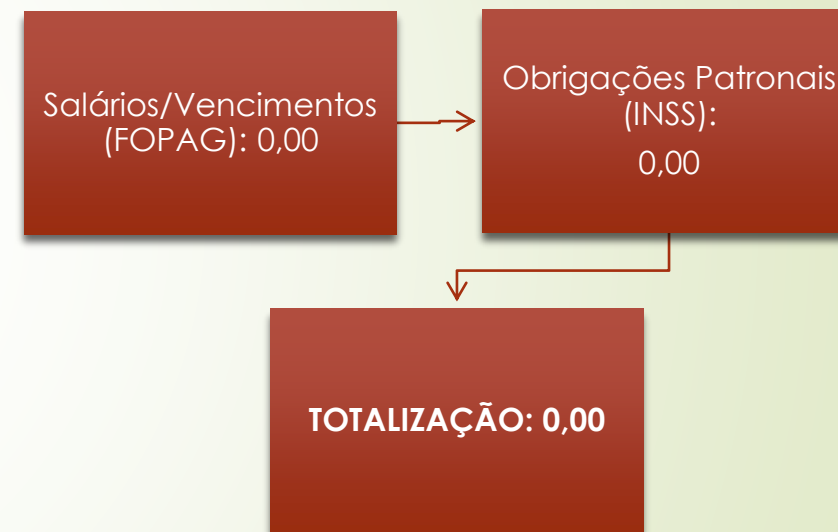 Salários/Vencimentos
(FOPAG): 0,00
Obrigações Patronais
(INSS):
0,00
TOTALIZAÇÃO: 0,00